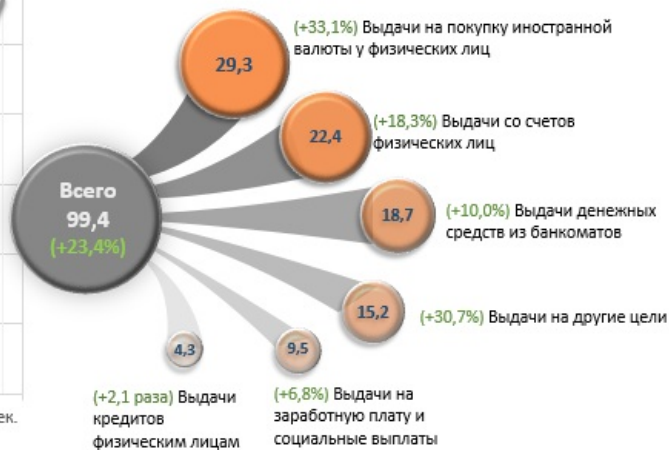 (+33,1%) Выдачи на покупку иностранной
валюты у физических лиц
29,3
(+18,3%) Выдачи со счетов
физических лиц
22,4
Всего
99,4
(+23,4%)
18,7
(+10,0%) Выдачи денежных
средств из банкоматов
15,2
(+30,7%) Выдачи на другие цели
4,3
9,5
(+2,1 раза) Выдачи
кредитов
физическим лицам
(+6,8%) Выдачи на
заработную плату и
социальные выплаты
ек.